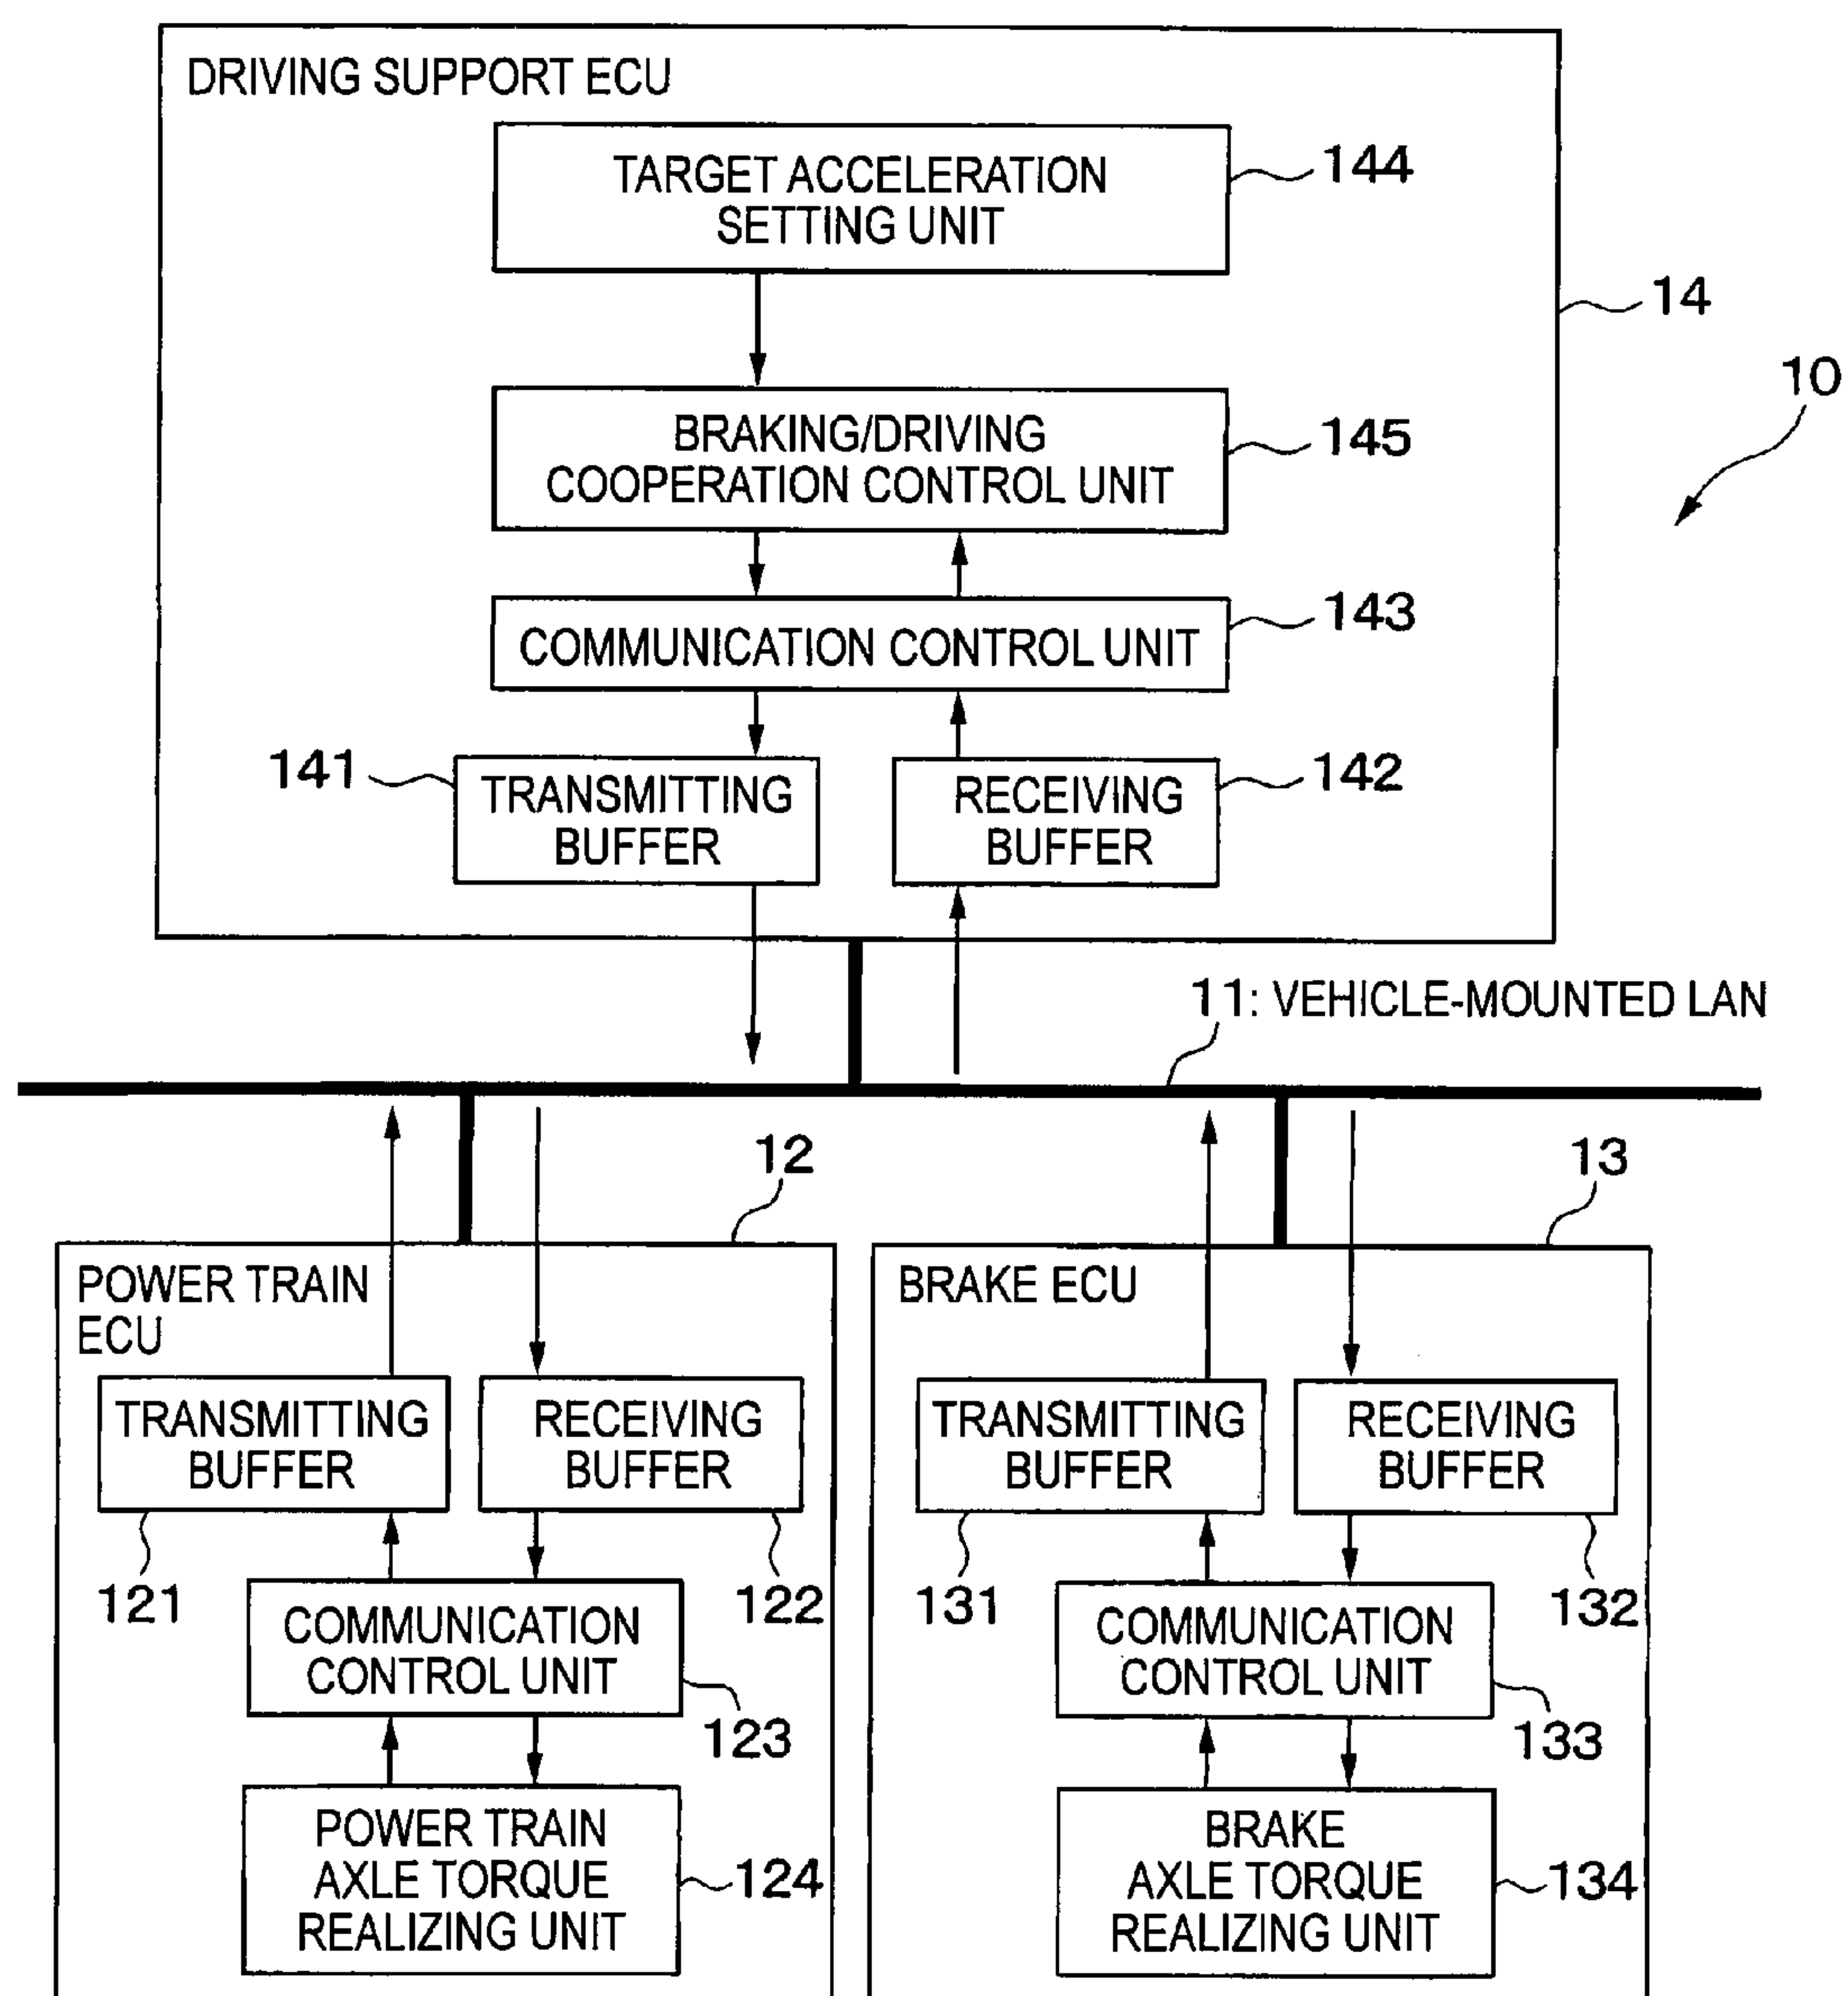 DRIVING SUPPORT ECU
TARGET ACCELERATION
SETTING UNIT
144
14
10
BRAKING/DRIVING
COOPERATION CONTROL UNIT
145
COMMUNICATION CONTROL UNIT
143
141
TRANSMITTING
BUFFER
RECEIVING
BUFFER
142
11: VEHICLE-MOUNTED LAN
12
13
POWER TRAIN
ECU
TRANSMITTING
BUFFER
RECEIVING
BUFFER
121
122
COMMUNICATION
CONTROL UNIT
123
POWER TRAIN
AXLE TORQUE
REALIZING UNIT
124
BRAKE ECU
TRANSMITTING
BUFFER
RECEIVING
BUFFER
131
132
COMMUNICATION
CONTROL UNIT
133
BRAKE
AXLE TORQUE
REALIZING UNIT
134